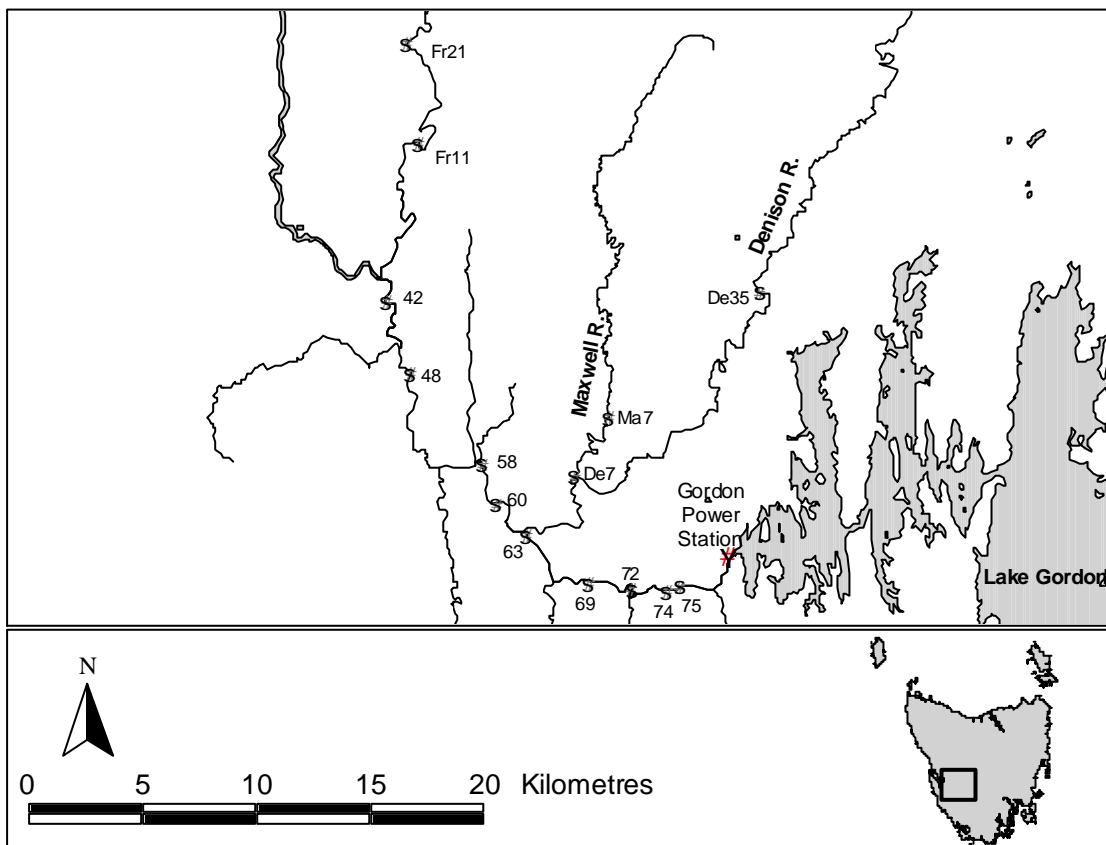 Fr21
Fr11
Denison R.
42
De35
Maxwell R.
48
Ma7
58
De7
60
Gordon
Power
Station
63
72
Lake Gordon
69
74
75
N
0 5 10 15 20 Kilometres